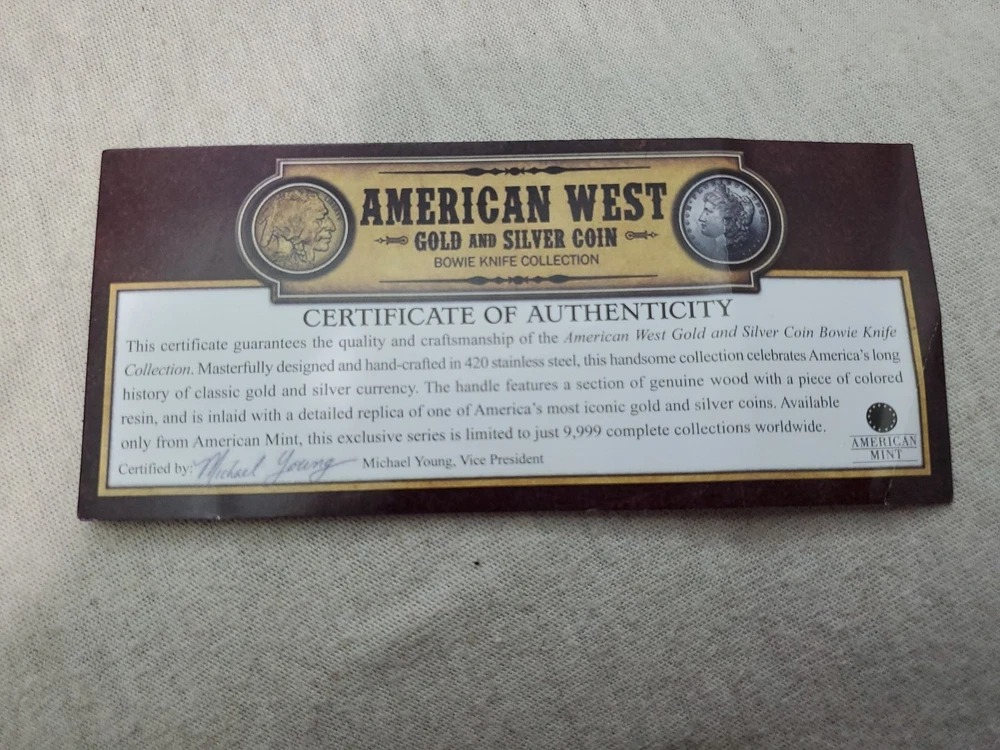 AMERICAN WEST
GOLD AND SILVER COIN
BOWIE KNIFE COLLECTION
CERTIFICATE OF AUTHENTICITY
This certificate guarantees the quality and craftsmanship of the American West Gold and Silver Coin Bowie Knife
Collection. Masterfully designed and hand-crafted in 420 stainless steel, this handsome collection celebrates America's long
history of classic gold and silver currency. The handle features a section of genuine wood with a piece of colored
resin, and is inlaid with a detailed replica of one of America's most iconic gold and silver coins. Available
only from American Mint, this exclusive series is limited to just 9,999 complete collections worldwide.
Certified by: Michael Young Michael Young, Vice President
AMERICAN
MINT